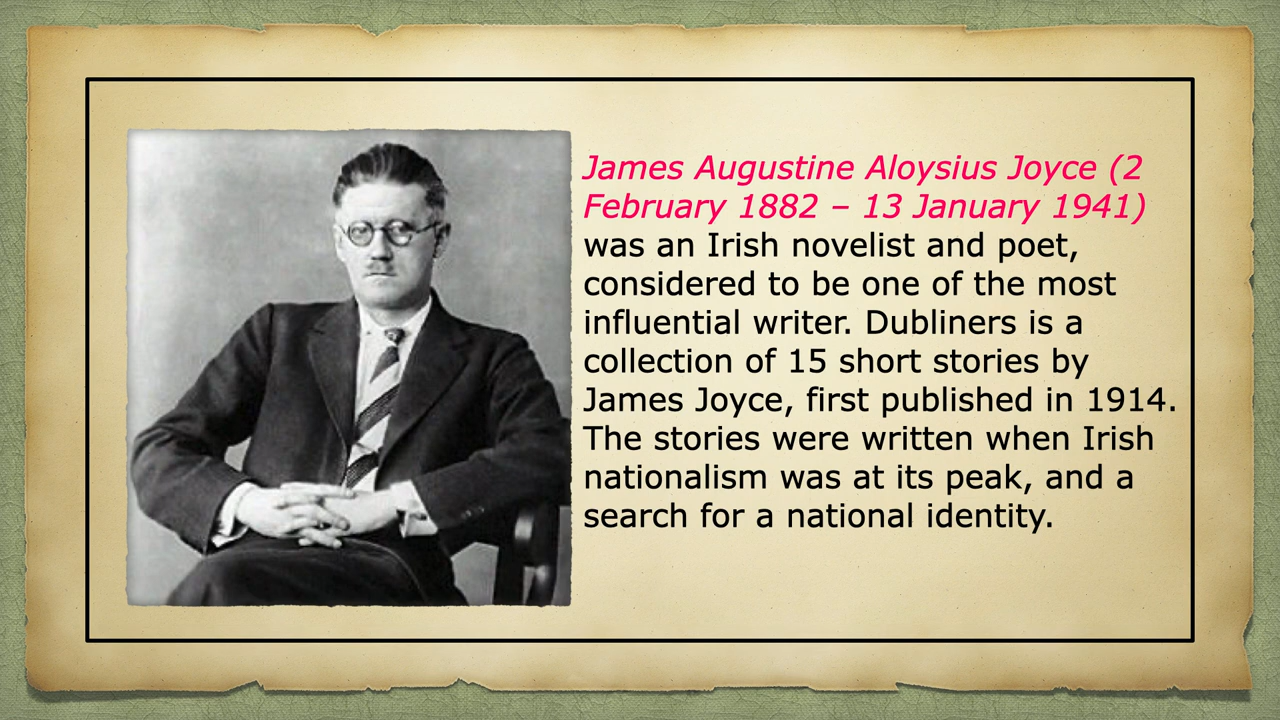 James Augustine Aloysius Joyce (2
February 1882 – 13 January 1941)
was an Irish novelist and poet,
considered to be one of the most
influential writer. Dubliners is a
collection of 15 short stories by
James Joyce, first published in 1914.
The stories were written when Irish
nationalism was at its peak, and a
search for a national identity.